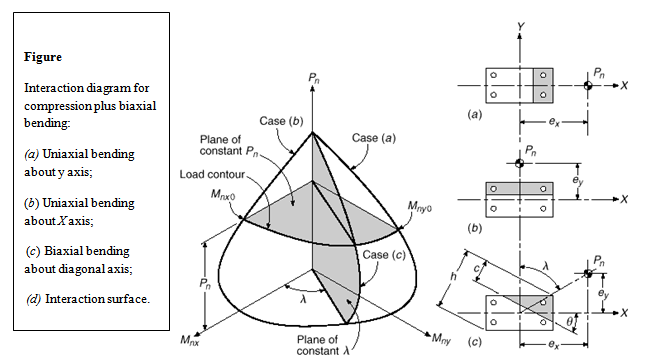 Figure
Interaction diagram for
compression plus biaxial
bending:
(a) Uniaxial bending
about y axis;
(b) Uniaxial bending
about X axis;
(c) Biaxial bending
about diagonal axis;
(d) Interaction surface.
Pn
Case (b)
Case (a)
Plane of
constant Pn
Load contour
Mnx0
Mny0
Case (c)
Pn
λ
Mnx
Plane of
constant λ
Mny
Y
Pn
X
(a)
ex
Pn
ey
X
(b)
h
c
λ
Pn
ey
θ
X
(c)
ex